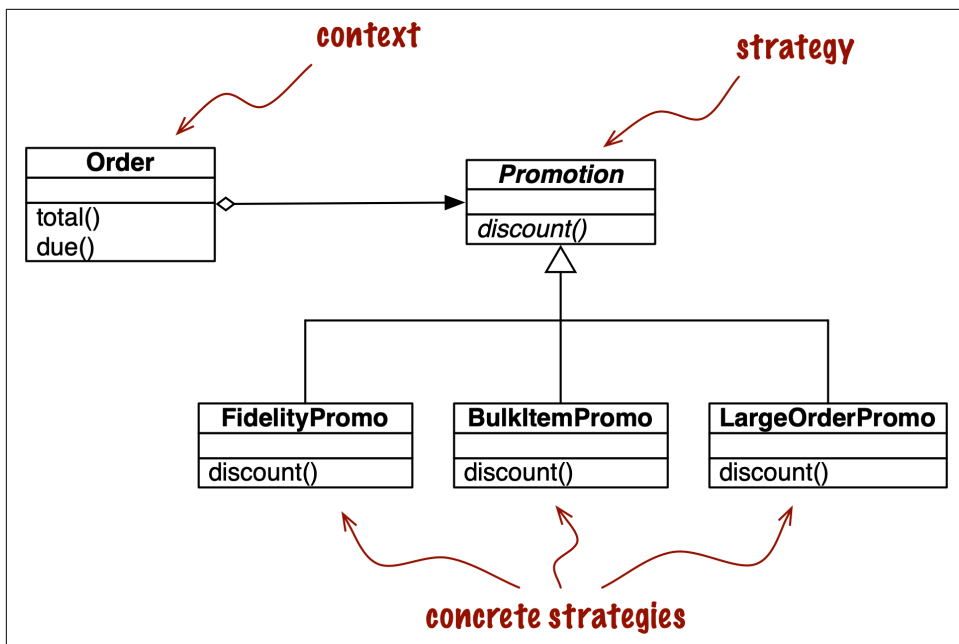 context
strategy
Order
total()
due()
Promotion
discount()
FidelityPromo
discount()
BulkItemPromo
discount()
LargeOrderPromo
discount()
concrete strategies